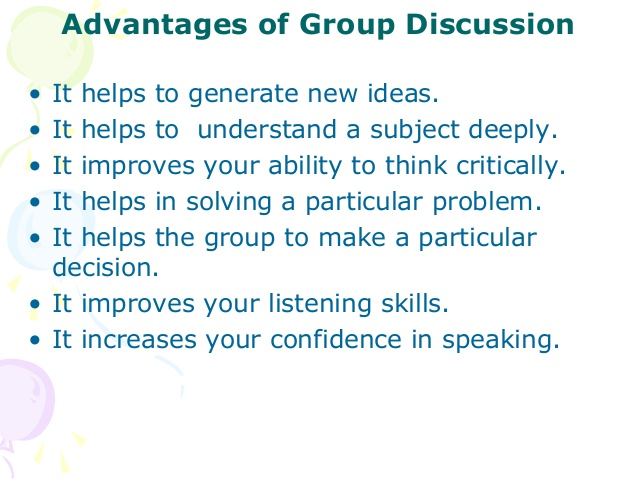 Advantages of Group Discussion
• It helps to generate new ideas.
• It helps to  understand a subject deeply.
• It improves your ability to think critically.
• It helps in solving a particular problem.
• It helps the group to make a particular
decision.
• It improves your listening skills.
• It increases your confidence in speaking.